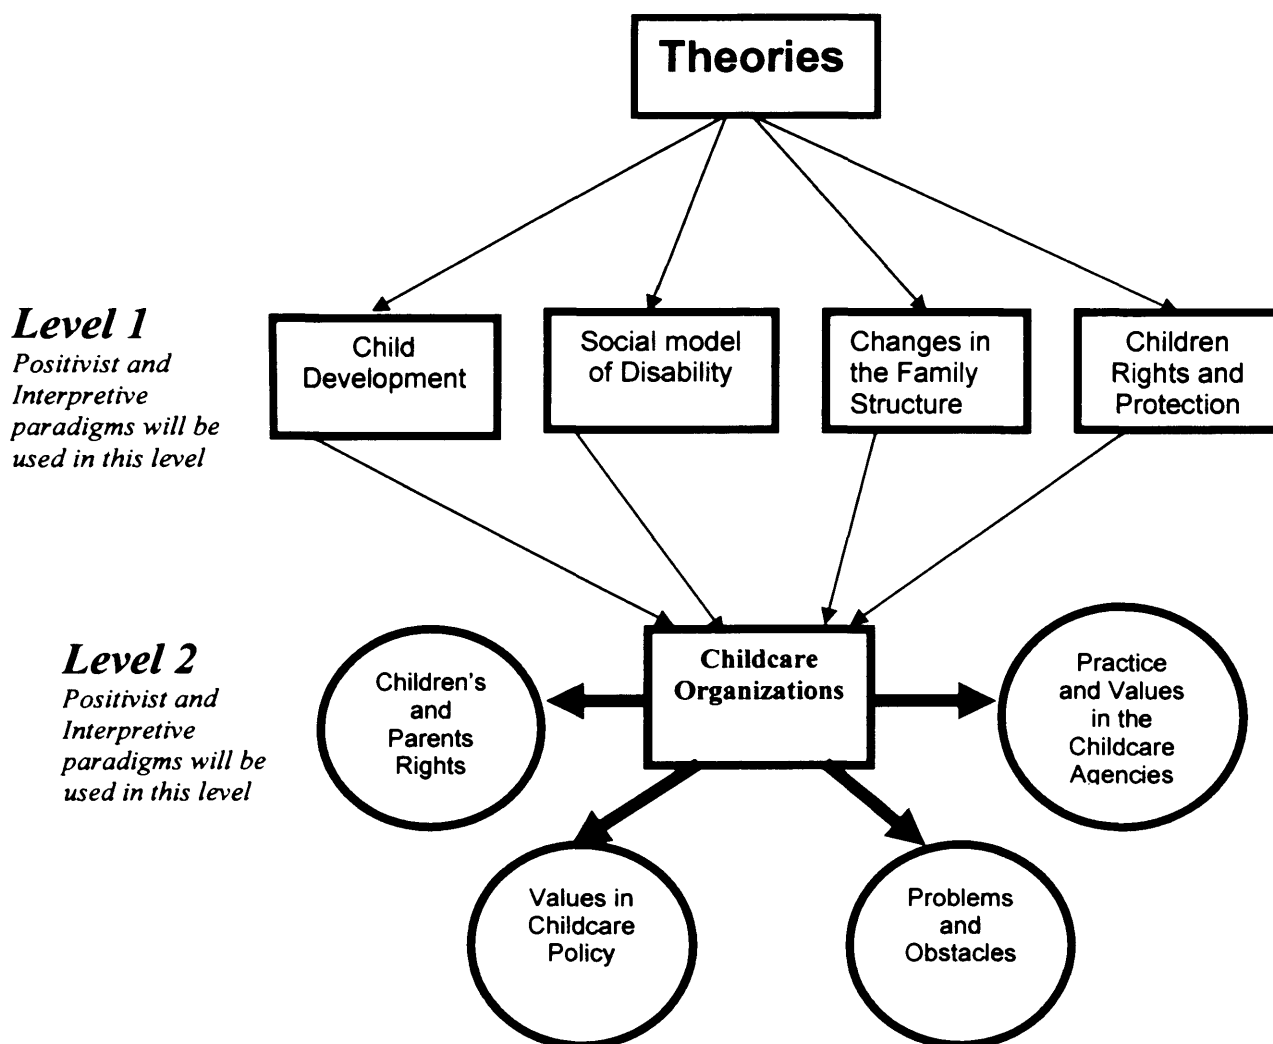 Theories
Level 1
Positivist and
Interpretive
paradigms will be
used in this level
Child
Development
Social model
of Disability
Changes in
the Family
Structure
Children
Rights and
Protection
Level 2
Positivist and
Interpretive
paradigms will be
used in this level
Children's
and
Parents
Rights
Childcare
Organizations
Practice
and Values
in the
Childcare
Agencies
Values in
Childcare
Policy
Problems
and
Obstacles